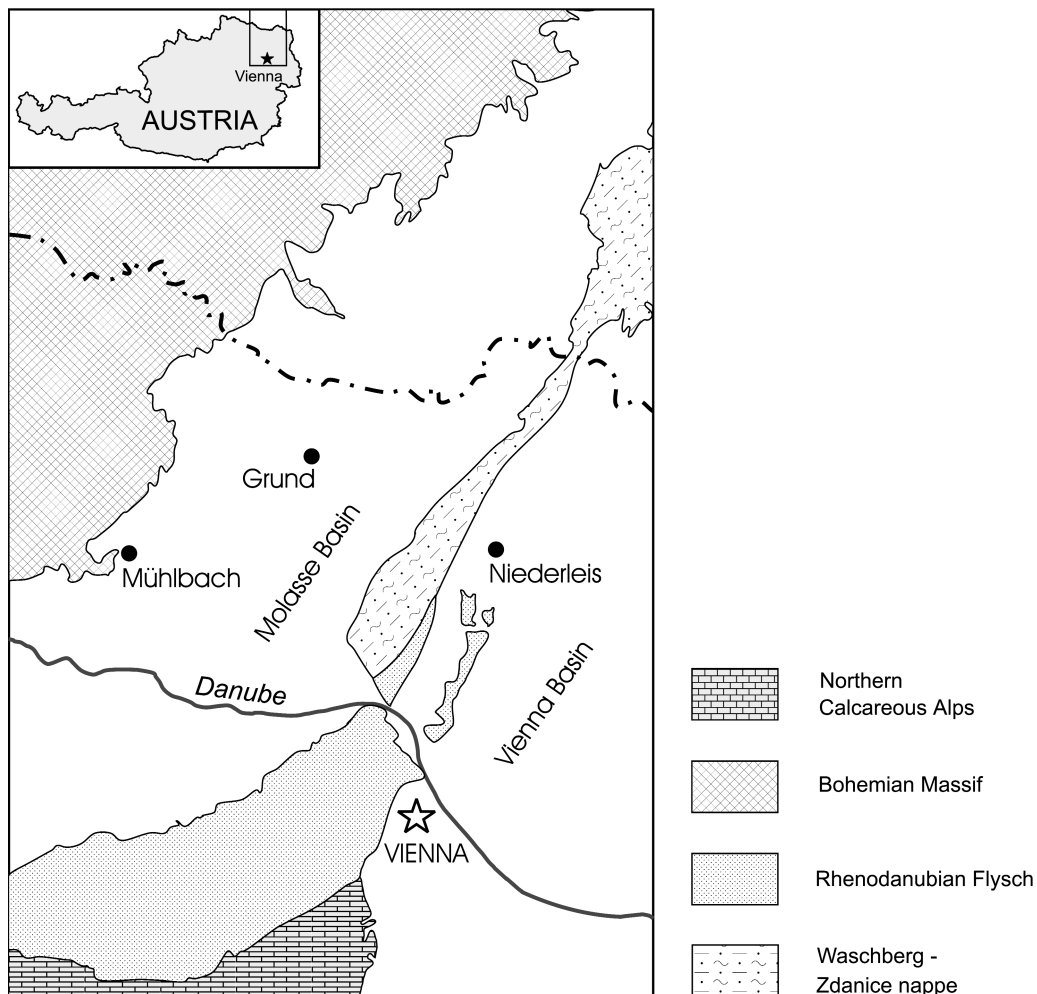 Vienna
AUSTRIA
Grund
Mühlbach
Molasse Basin
Niederleis
Danube
Vienna Basin
VIENNA
Northern
Calcareous Alps
Bohemian Massif
Rhenodanubian Flysch
Waschberg -
Zdanice nappe